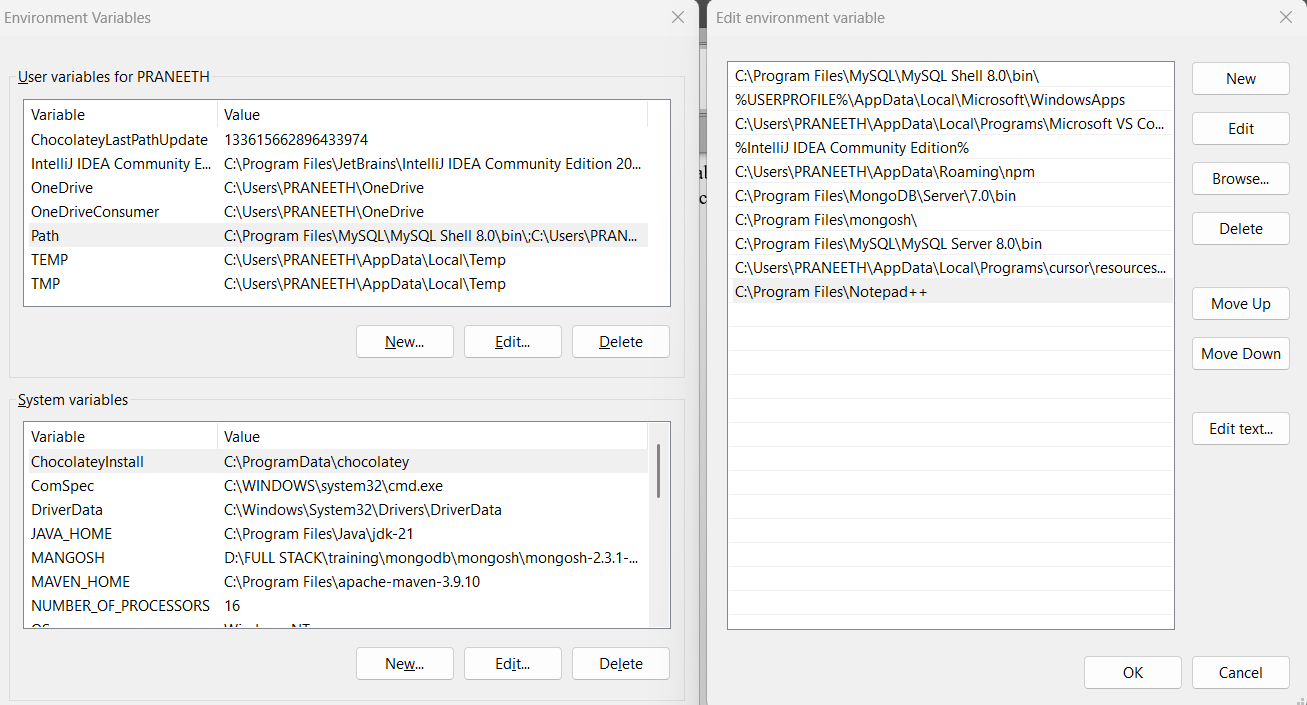 Environment Variables
User variables for PRANEETH
Variable Value
ChocolateyLastPathUpdate 133615662896433974
IntelliJ IDEA Community E... C:\Program Files\JetBrains\IntelliJ IDEA Community Edition 20...
OneDrive C:\Users\PRANEETH\OneDrive
OneDriveConsumer C:\Users\PRANEETH\OneDrive
Path C:\Program Files\MySQL\MySQL Shell 8.0\bin\;C:\Users\PRAN...
TEMP C:\Users\PRANEETH\AppData\Local\Temp
TMP C:\Users\PRANEETH\AppData\Local\Temp
New... Edit... Delete
System variables
Variable Value
ChocolateyInstall C:\ProgramData\chocolatey
ComSpec C:\WINDOWS\system32\cmd.exe
DriverData C:\Windows\System32\Drivers\DriverData
JAVA_HOME C:\Program Files\Java\jdk-21
MANGOSH D:\FULL STACK\training\mongodb\mongosh\mongosh-2.3.1-...
MAVEN_HOME C:\Program Files\apache-maven-3.9.10
NUMBER_OF_PROCESSORS 16
OS Windows_NT
New... Edit... Delete
Edit environment variable
C:\Program Files\MySQL\MySQL Shell 8.0\bin\
%USERPROFILE%\AppData\Local\Microsoft\WindowsApps
C:\Users\PRANEETH\AppData\Local\Programs\Microsoft VS Co...
%IntelliJ IDEA Community Edition%
C:\Users\PRANEETH\AppData\Roaming\npm
C:\Program Files\MongoDB\Server\7.0\bin
C:\Program Files\mongosh\
C:\Program Files\MySQL\MySQL Server 8.0\bin
C:\Users\PRANEETH\AppData\Local\Programs\cursor\resources...
C:\Program Files\Notepad++
New
Edit
Browse...
Delete
Move Up
Move Down
Edit text...
OK Cancel